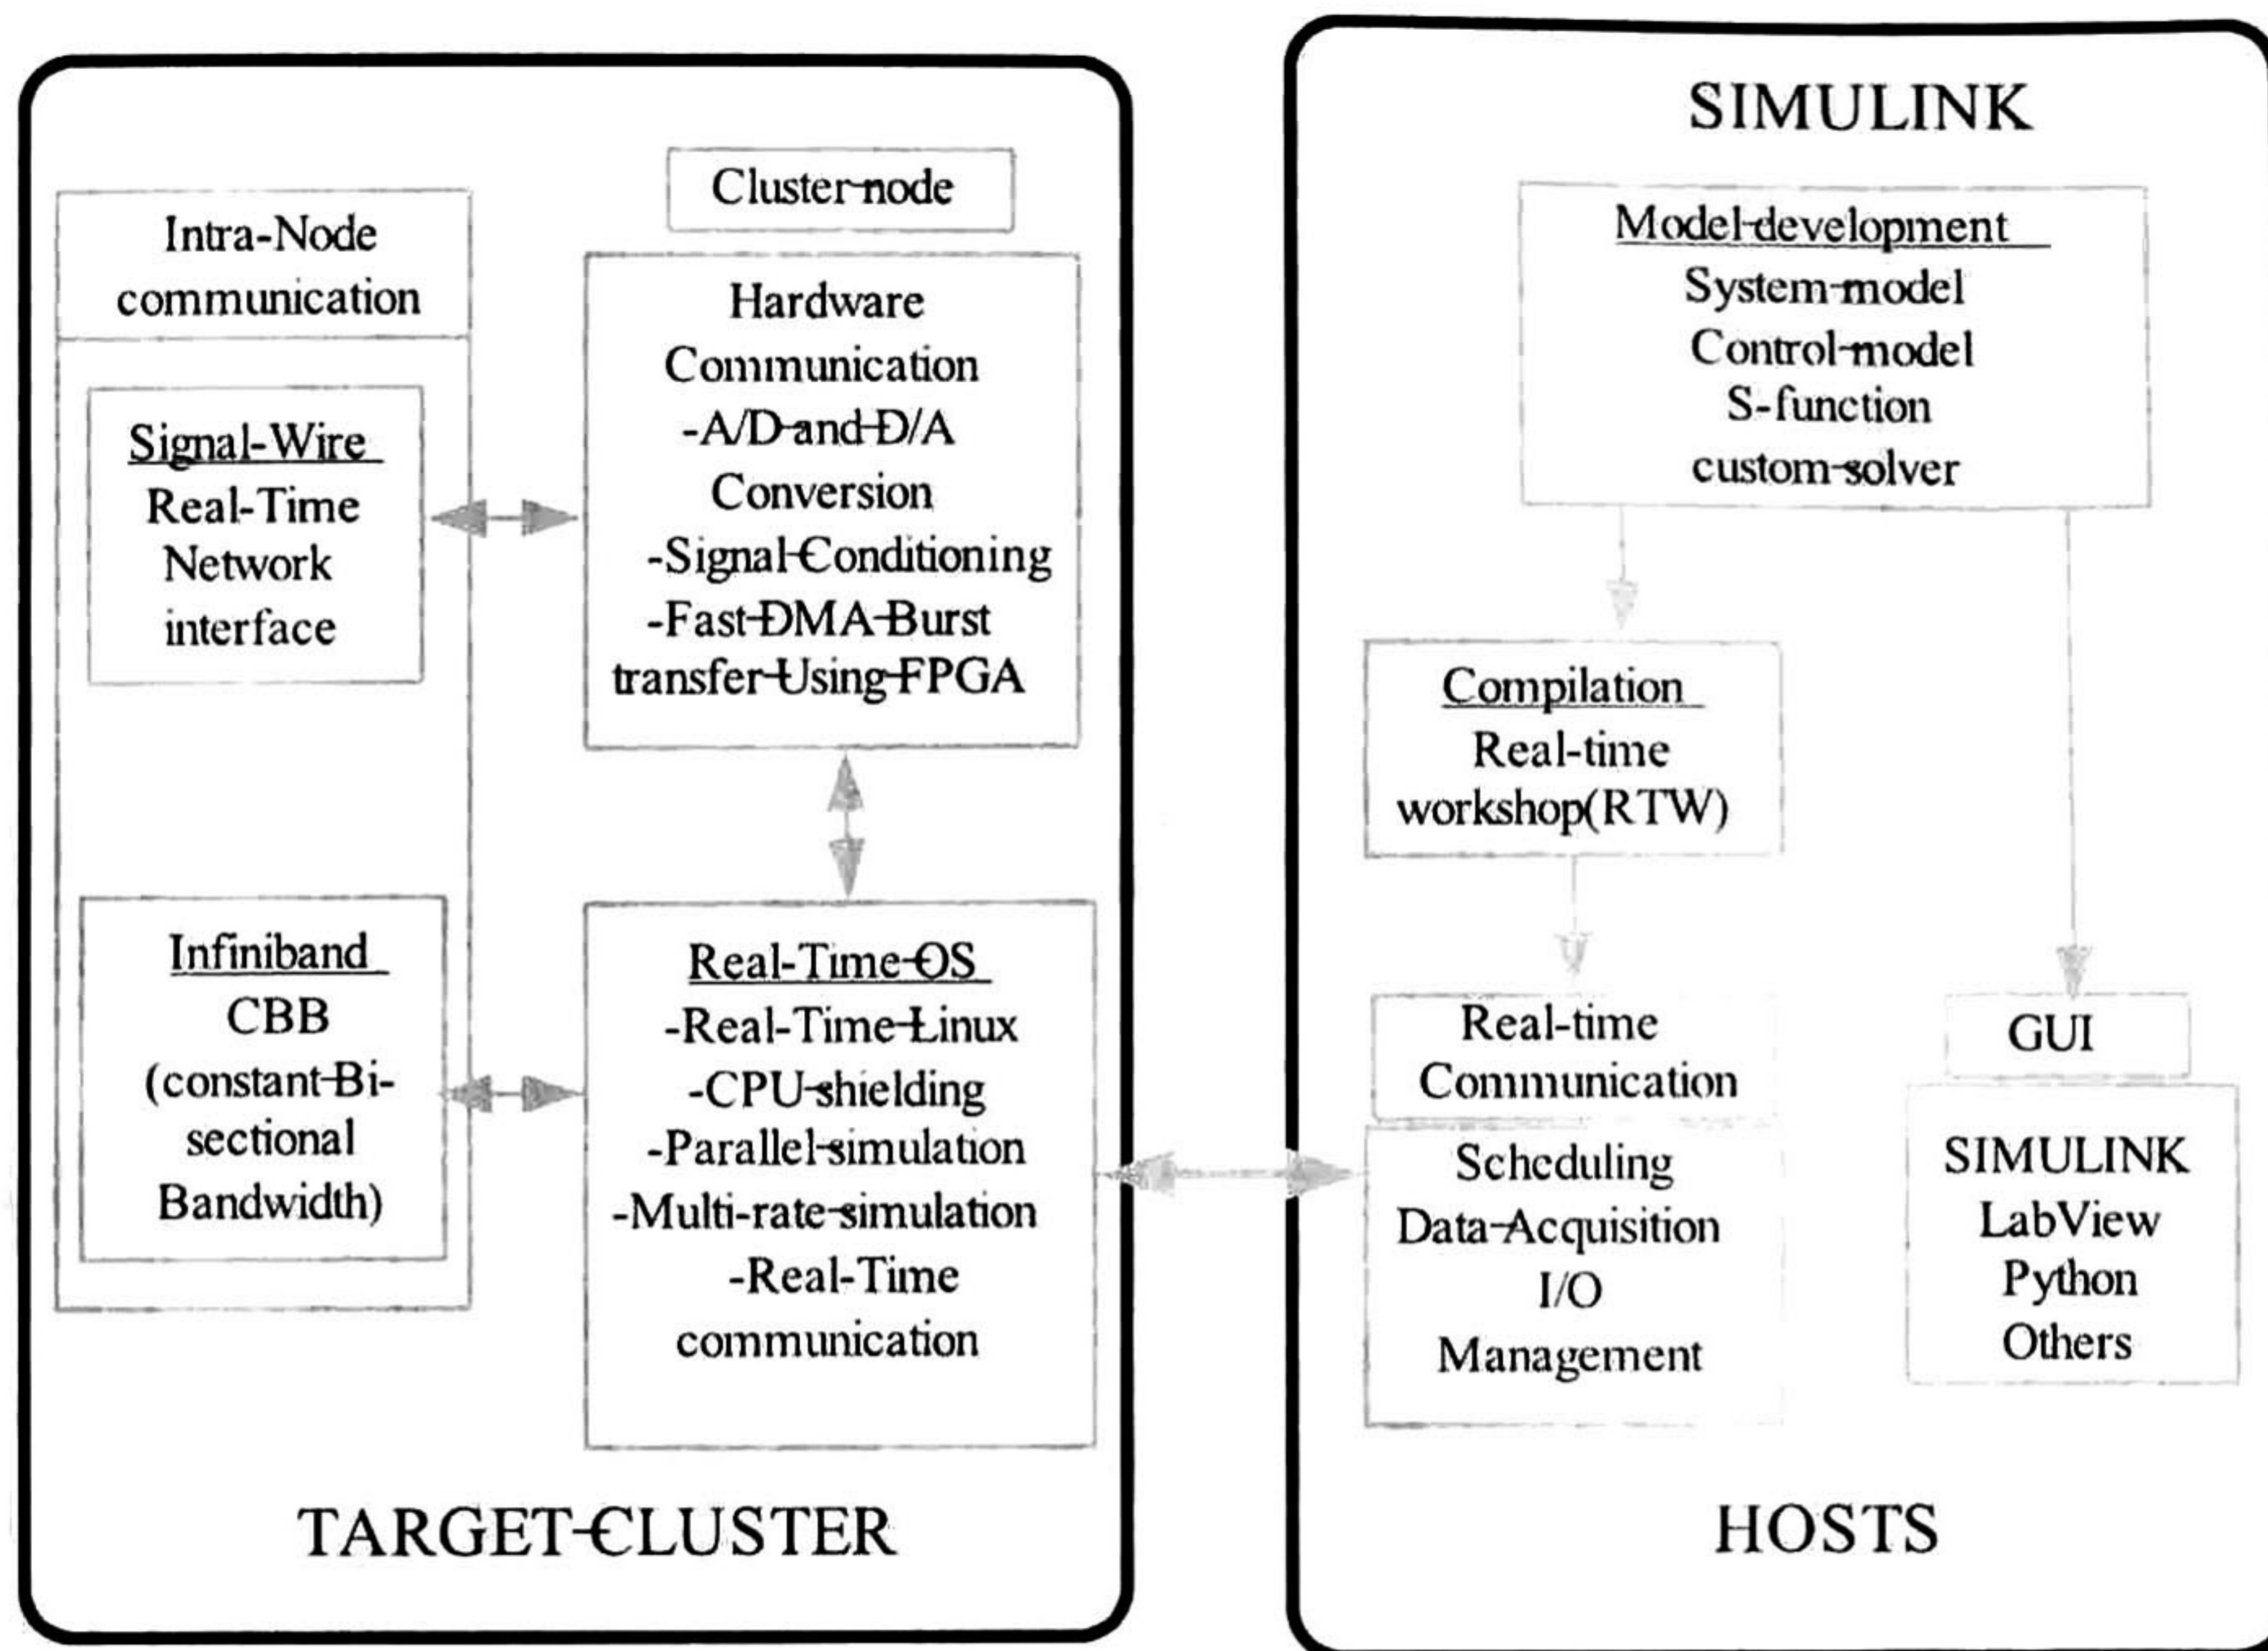 Intra-Node
communication
Signal-Wire
Real-Time
Network
interface
Infiniband
CBB
(constant-Bi-
sectional
Bandwidth)
Cluster-node
Hardware
Communication
-A/D-and-D/A
Conversion
-Signal-Conditioning
-Fast-DMA-Burst
transfer-Using-FPGA
Real-Time-OS
-Real-Time-Linux
-CPU-shielding
-Parallel-simulation
-Multi-rate-simulation
-Real-Time
communication
TARGET-CLUSTER
SIMULINK
Model-development
System-model
Control-model
S-function
custom-solver
Compilation
Real-time
workshop(RTW)
Real-time
Communication
Scheduling
Data-Acquisition
I/O
Management
GUI
SIMULINK
LabView
Python
Others
HOSTS